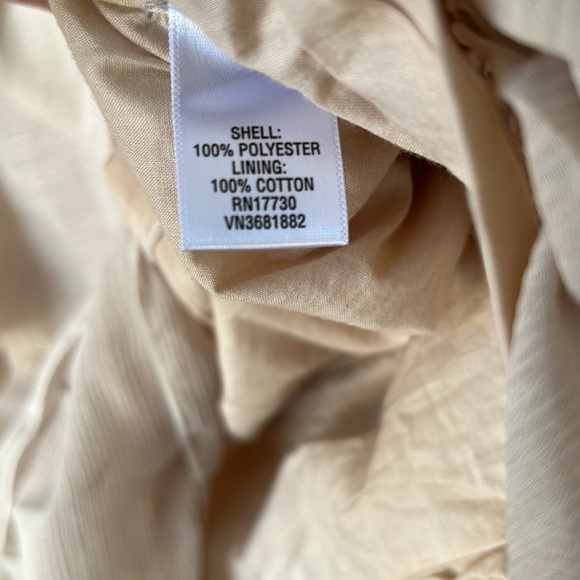 SHELL:
100% POLYESTER
LINING:
100% COTTON
RN17730
VN3681882